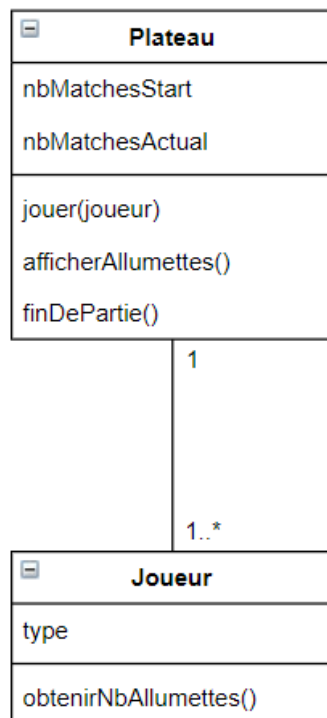 Plateau
nbMatchesStart
nbMatchesActual
jouer(joueur)
afficherAllumettes()
finDePartie()
1
1..*
Joueur
type
obtenirNbAllumettes()